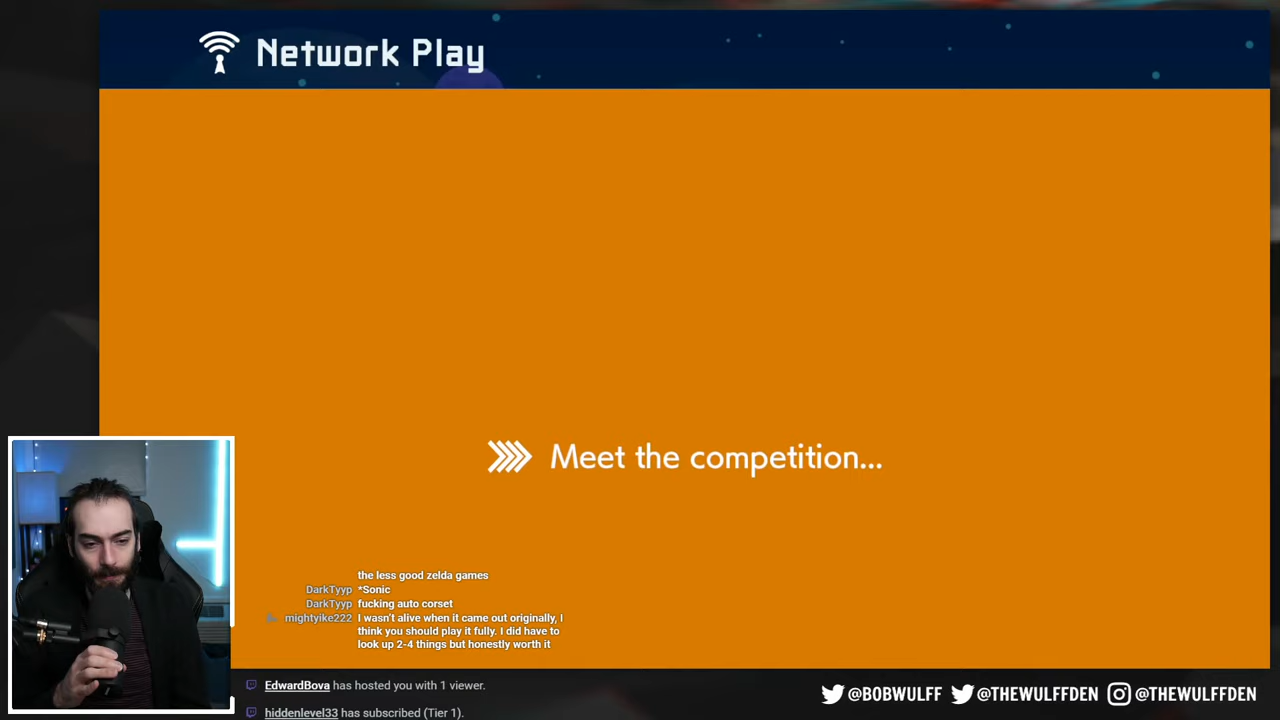 Network Play
Meet the competition...
the less good zelda games
DarkTyyp *Sonic
DarkTyyp fucking auto corset
mightyike222 I wasn't alive when it came out originally, I
think you should play it fully. I did have to
look up 2-4 things but honestly worth it
EdwardBova has hosted you with 1 viewer.
hiddenlevel33 has subscribed (Tier 1).
@BOBWULFF @THEWULFFDEN @THEWULFFDEN